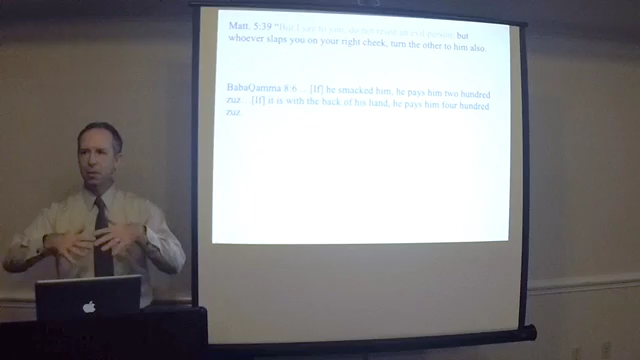 Matt. 5:39 "But I say to you, do not resist an evil person; but
whoever slaps you on your right cheek, turn the other to him also.
BabaQamma 8:6 ... [If] he smacked him, he pays him two hundred
zuz... [If] it is with the back of his hand, he pays him four hundred
zuz.